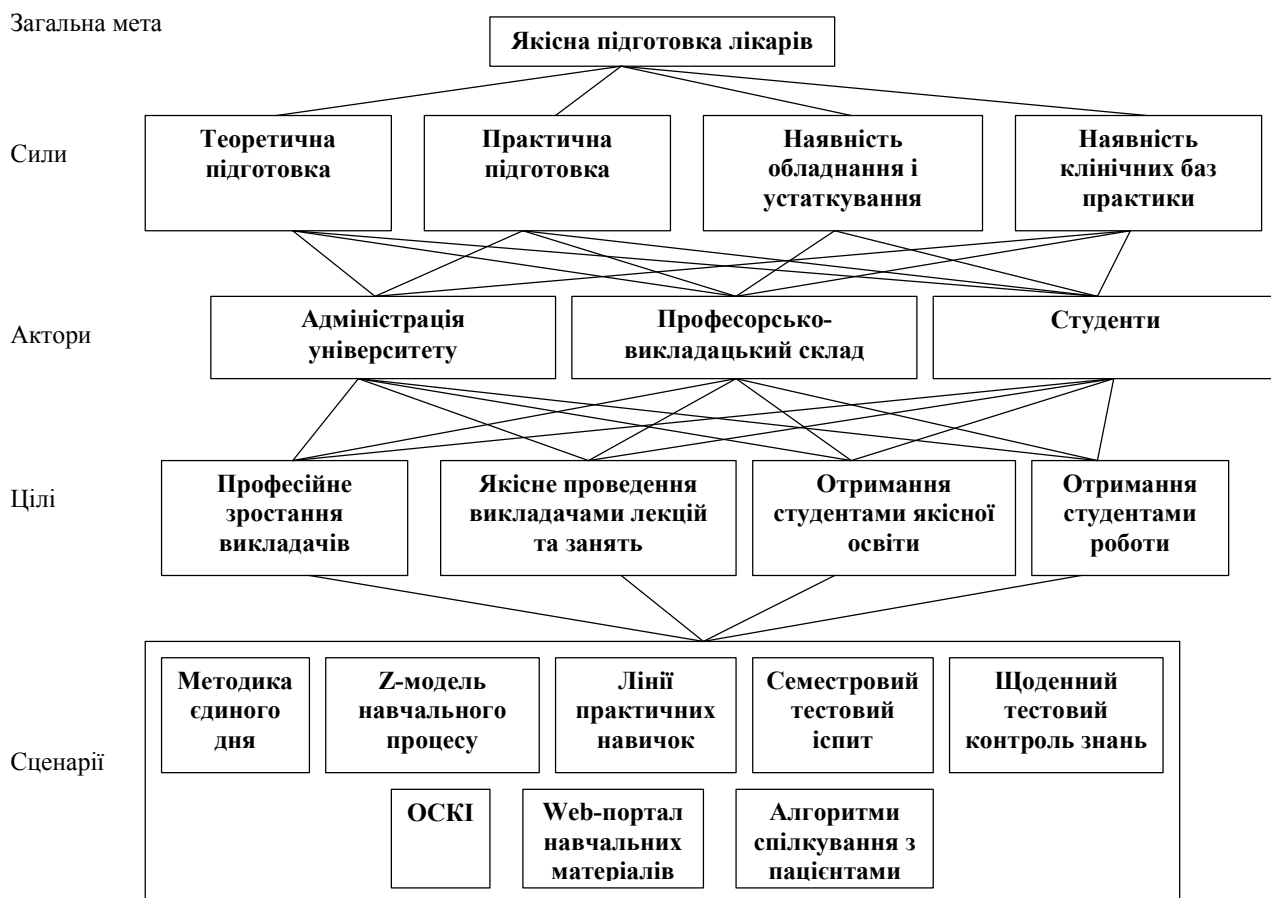 Загальна мета
Якісна підготовка лікарів
Сили
Теоретична
підготовка
Практична
підготовка
Наявність
обладнання і
устаткування
Наявність
клінічних баз
практики
Актори
Адміністрація
університету
Професорсько-
викладацький склад
Студенти
Цілі
Професійне
зростання
викладачів
Якісне проведення
викладачами лекцій
та занять
Отримання
студентами якісної
освіти
Отримання
студентами
роботи
Сценарії
Методика
єдиного
дня
Z-модель
навчального
процесу
Лінії
практичних
навичок
Семестровий
тестовий
іспит
Щоденний
тестовий
контроль знань
ОСКІ
Web-портал
навчальних
матеріалів
Алгоритми
спілкування з
пацієнтами